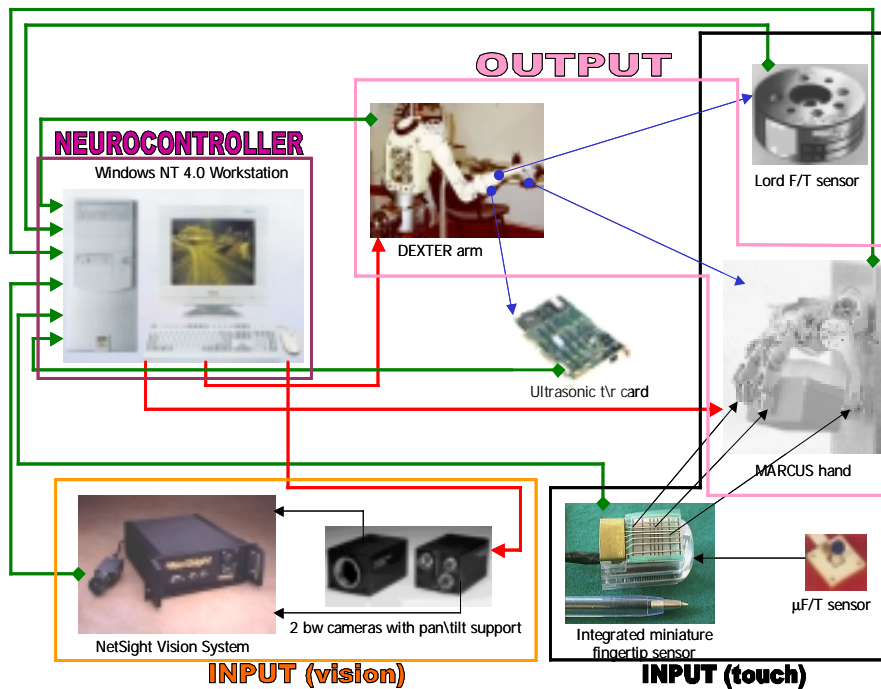 OUTPUT
NEUROCONTROLLER
Windows NT 4.0 Workstation
Lord F/T sensor
DEXTER arm
Ultrasonic t\r card
MARCUS hand
µF/T sensor
2 bw cameras with pan\tilt support
Integrated miniature
fingertip sensor
NetSight Vision System
INPUT (vision)
INPUT (touch)